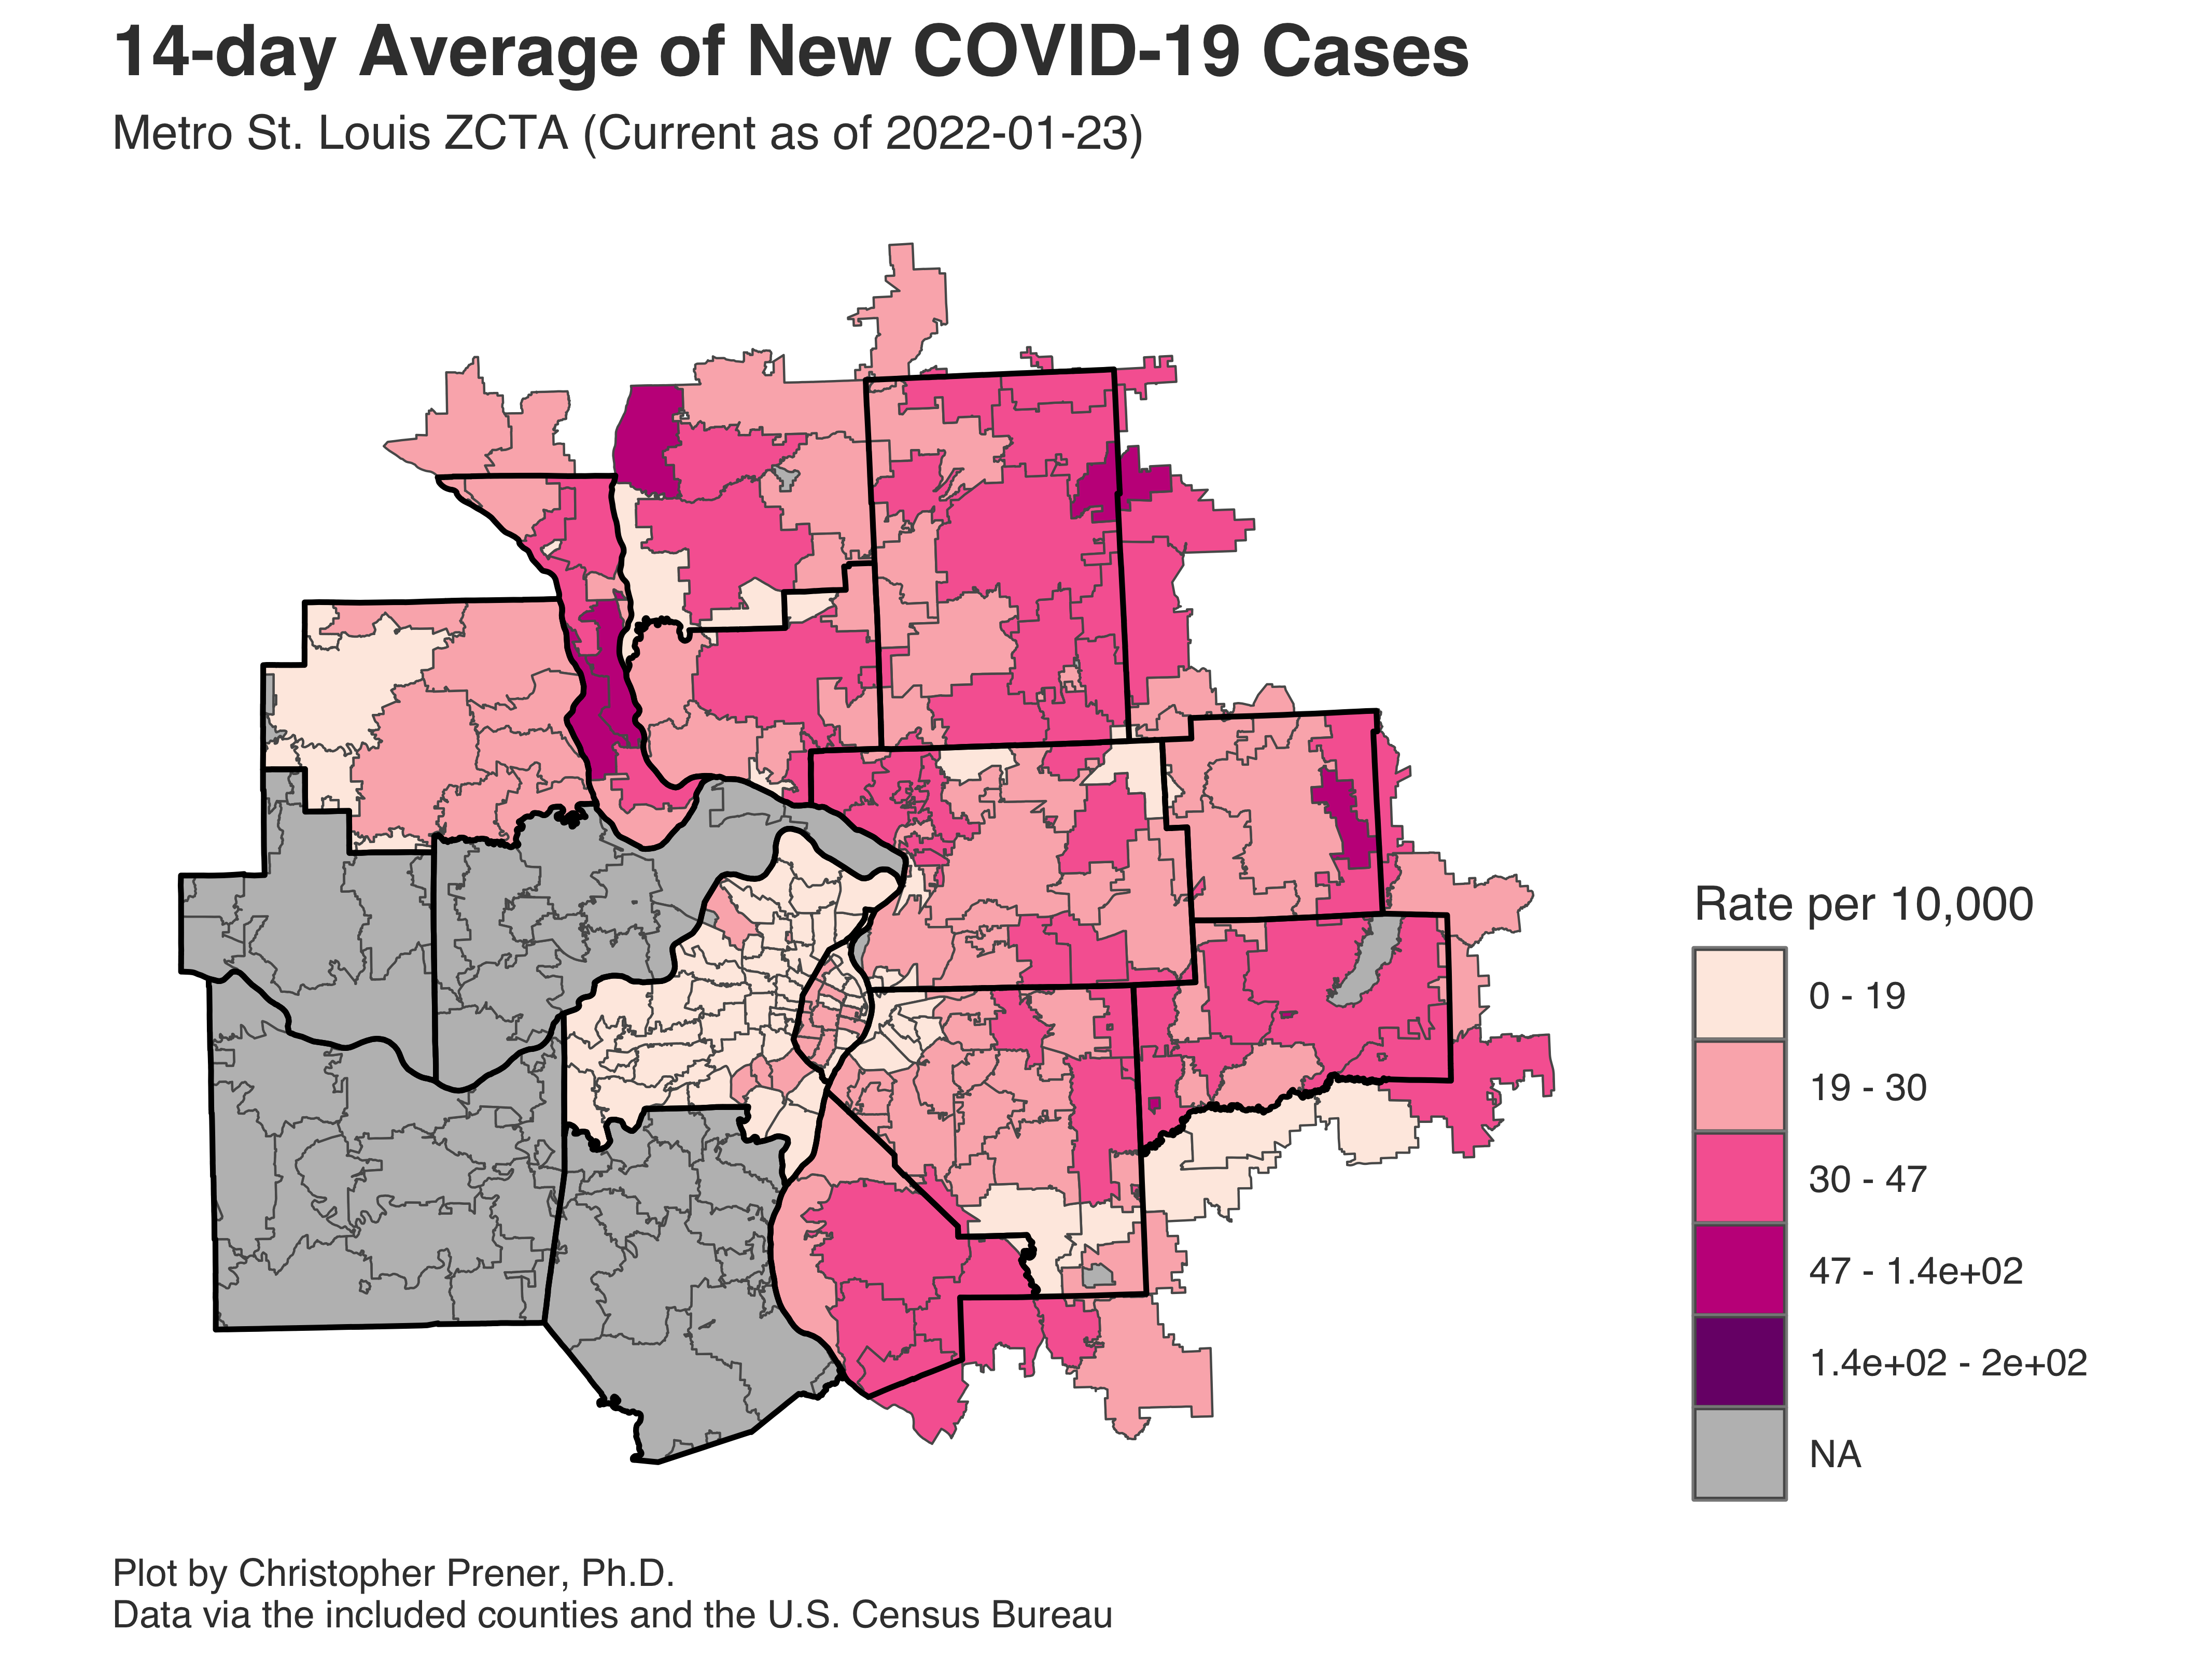 14-day Average of New COVID-19 Cases
Metro St. Louis ZCTA (Current as of 2022-01-23)
Rate per 10,000
0 - 19
19 - 30
30 - 47
47 - 1.4e+02
1.4e+02 - 2e+02
NA
Plot by Christopher Prener, Ph.D.
Data via the included counties and the U.S. Census Bureau